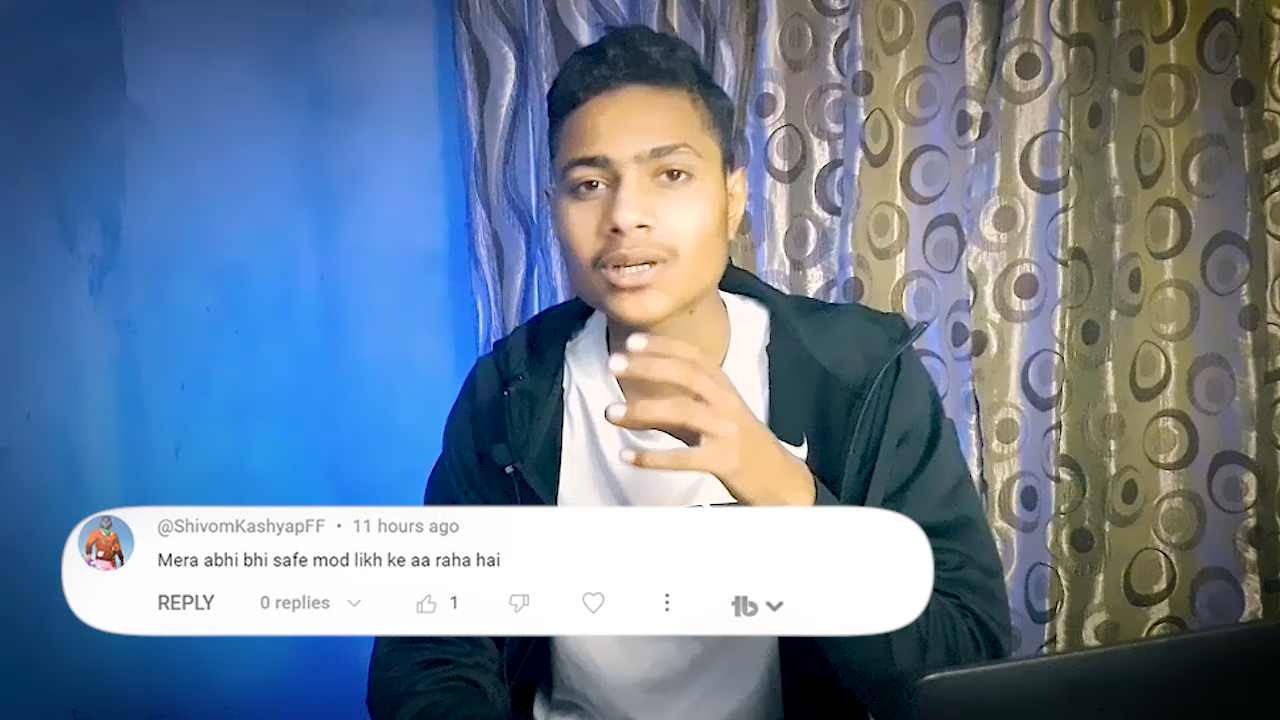 @ShivomKashyapFF • 11 hours ago
Mera abhi bhi safe mod likh ke aa raha hai
REPLY 0 replies 1